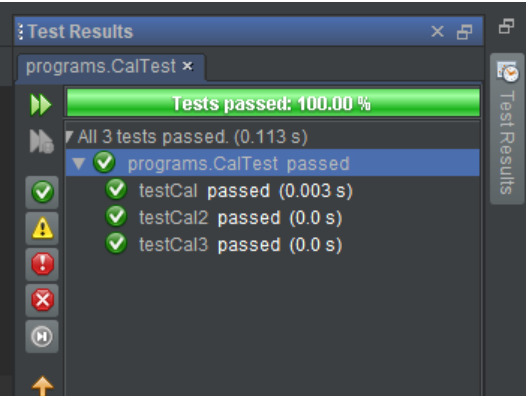 Test Results
programs.CalTest
Tests passed: 100.00 %
All 3 tests passed. (0.113 s)
programs.CalTest passed
testCal passed (0.003 s)
testCal2 passed (0.0 s)
testCal3 passed (0.0 s)
Test Results